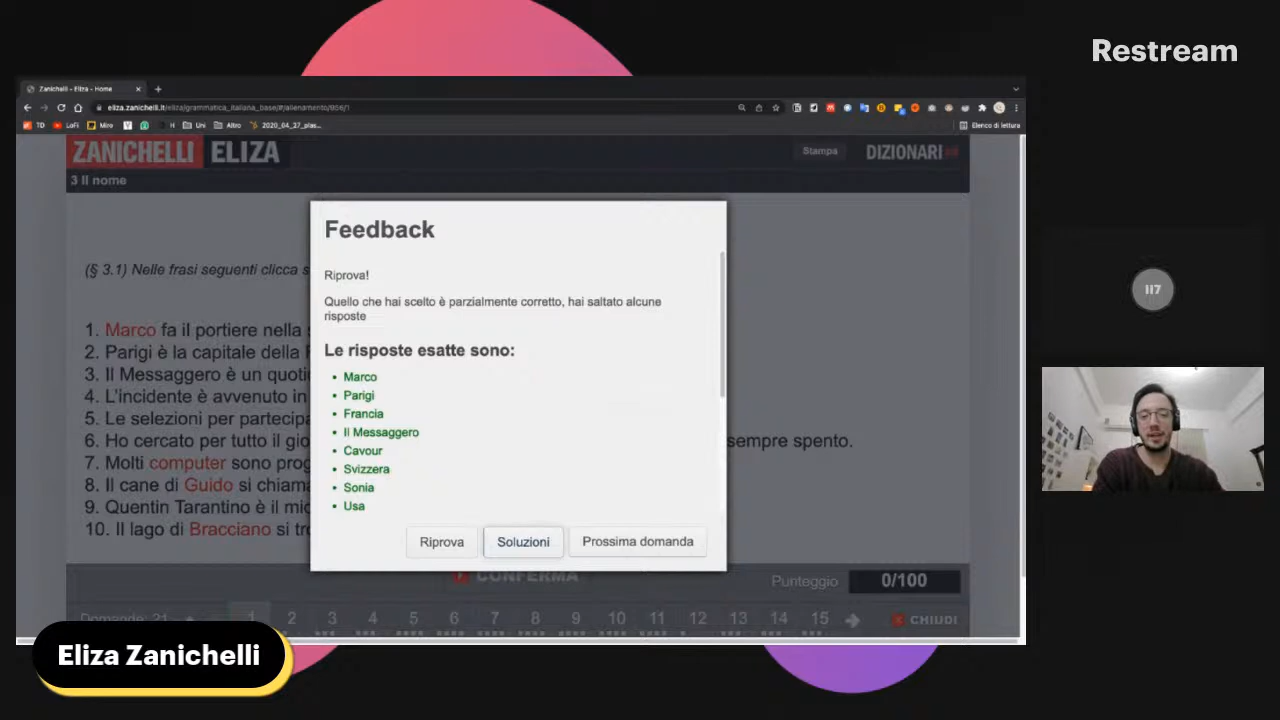 Restream
Zanichelli - Eliza - Home
eliza.zanichelli.it/eliza/grammatica_italiana_base/#/allenamento/956/1
TD LoFi Miro H Uni Altro 2020_04_27_plas... Elenco di lettura
ZANICHELLI ELIZA Stampa DIZIONARI
3 Il nome
Feedback
(§ 3.1) Nelle frasi seguenti clicca s
Riprova!
Quello che hai scelto è parzialmente corretto, hai saltato alcune
risposte
Le risposte esatte sono:
• Marco
• Parigi
• Francia
• Il Messaggero
• Cavour
• Svizzera
• Sonia
• Usa
1. Marco fa il portiere nella
2. Parigi è la capitale della
3. Il Messaggero è un quoti
4. L'incidente è avvenuto in
5. Le selezioni per partecipa
6. Ho cercato per tutto il gio sempre spento.
7. Molti computer sono prog
8. Il cane di Guido si chiama
9. Quentin Tarantino è il mio
10. Il lago di Bracciano si tro
Riprova Soluzioni Prossima domanda
CONFERMA Punteggio 0/100
Domande: 21 1 2 3 4 5 6 7 8 9 10 11 12 13 14 15 CHIUDI
117
Eliza Zanichelli